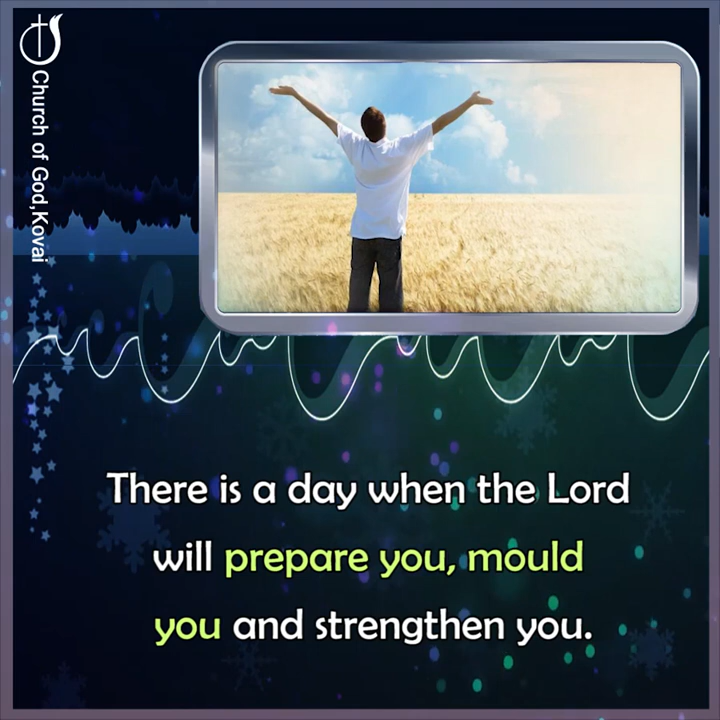 Church of God,Kovai
There is a day when the Lord
will prepare you, mould
you and strengthen you.